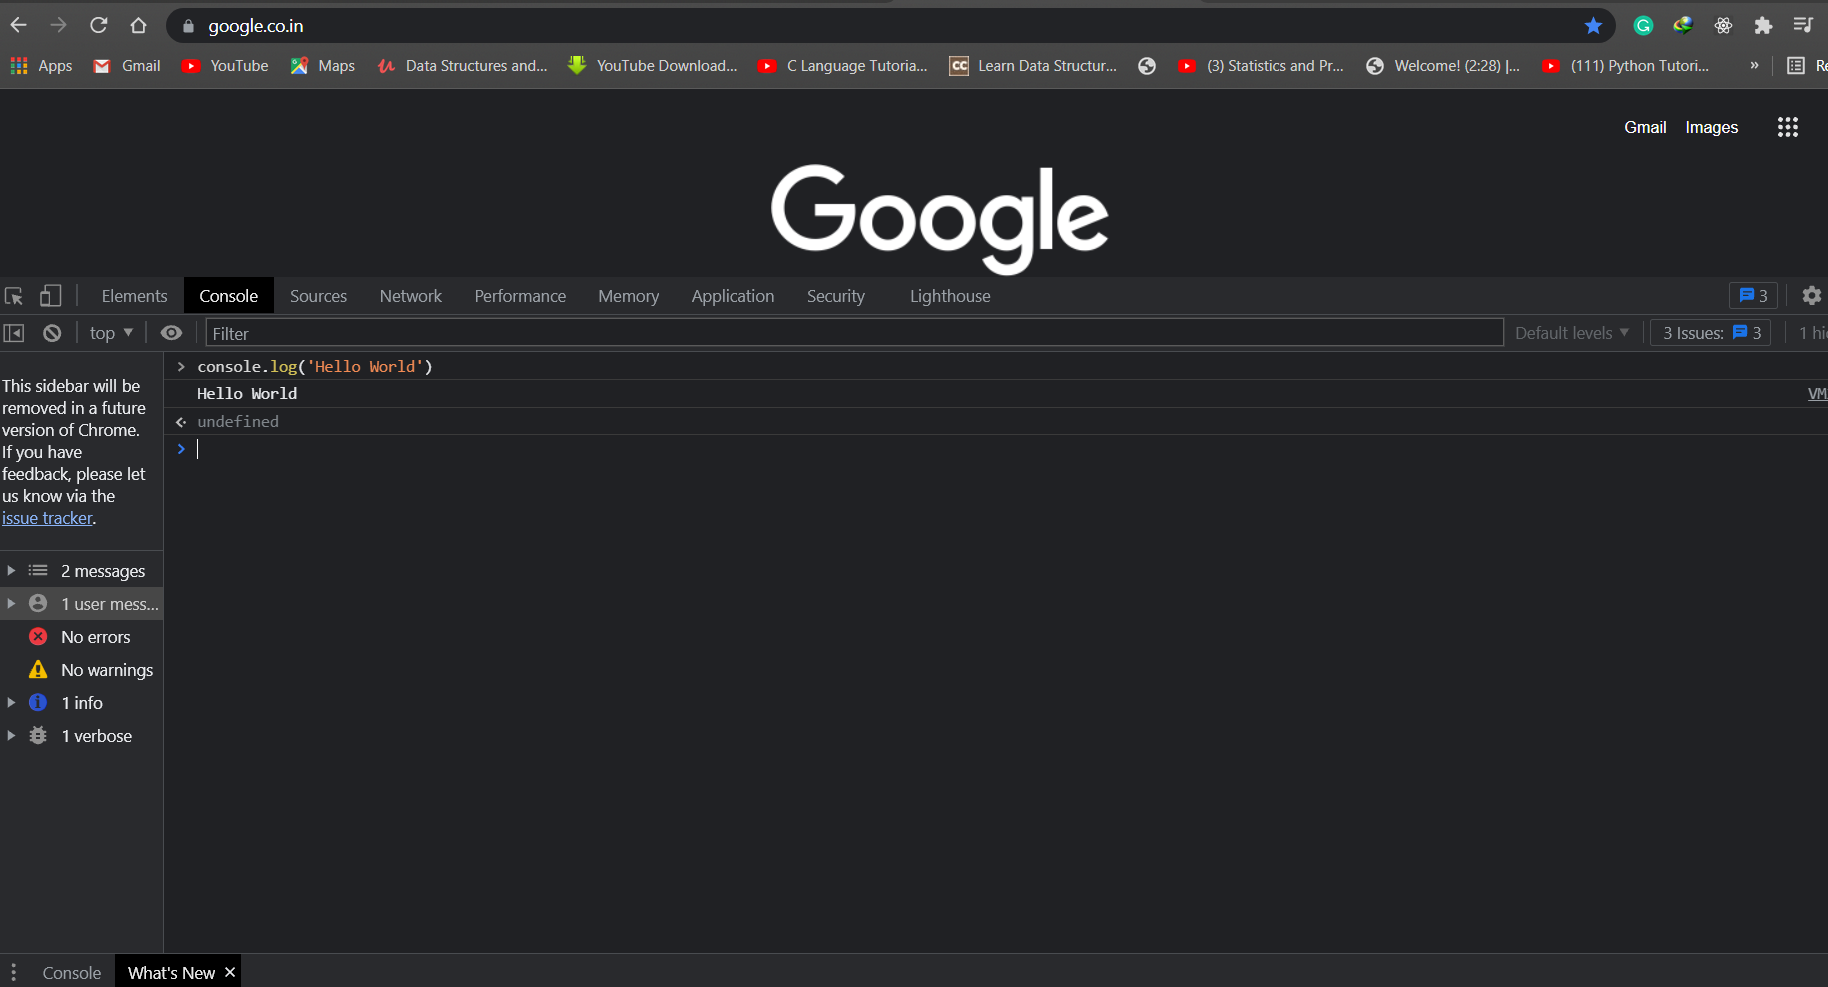 google.co.in
Apps Gmail YouTube Maps Data Structures and... YouTube Download... C Language Tutoria... Learn Data Structur... (3) Statistics and Pr... Welcome! (2:28) |... (111) Python Tutori... »
Gmail Images
Google
Elements Console Sources Network Performance Memory Application Security Lighthouse 3
top Filter Default levels 3 Issues: 3 1
> console.log('Hello World')
Hello World VM
undefined
>
This sidebar will be
removed in a future
version of Chrome.
If you have
feedback, please let
us know via the
issue tracker.
2 messages
1 user mess...
No errors
No warnings
1 info
1 verbose
Console What's New